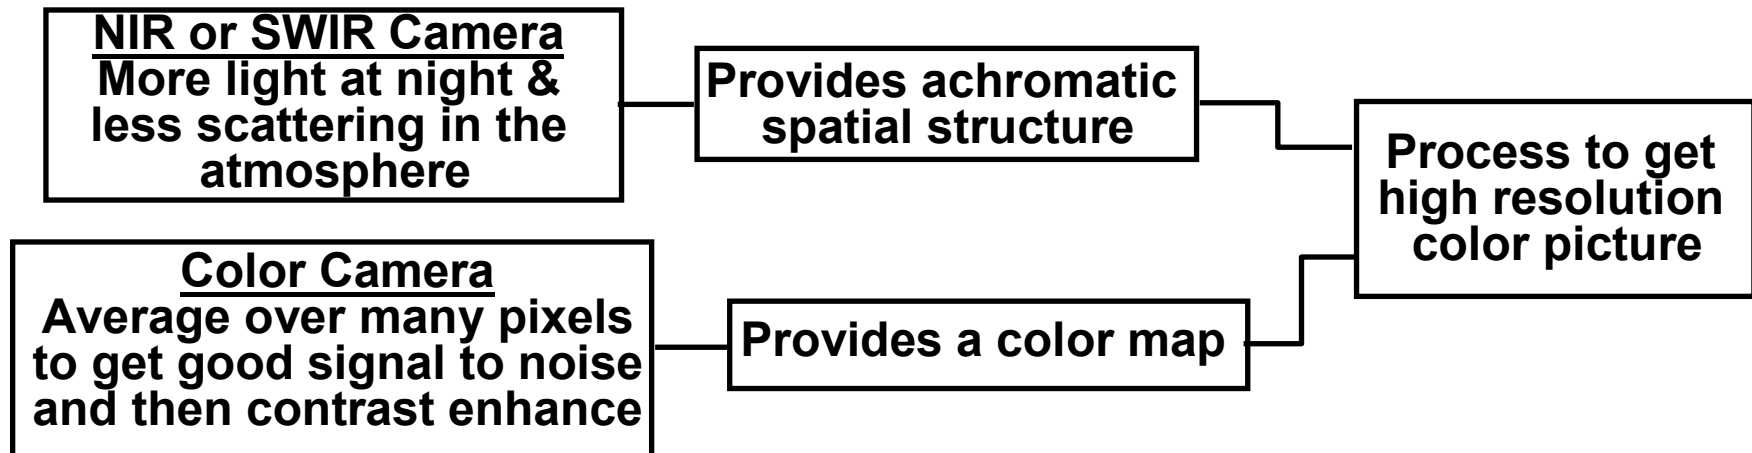 NIR or SWIR Camera
More light at night &
less scattering in the
atmosphere
Provides achromatic
spatial structure
Process to get
high resolution
color picture
Color Camera
Average over many pixels
to get good signal to noise
and then contrast enhance
Provides a color map